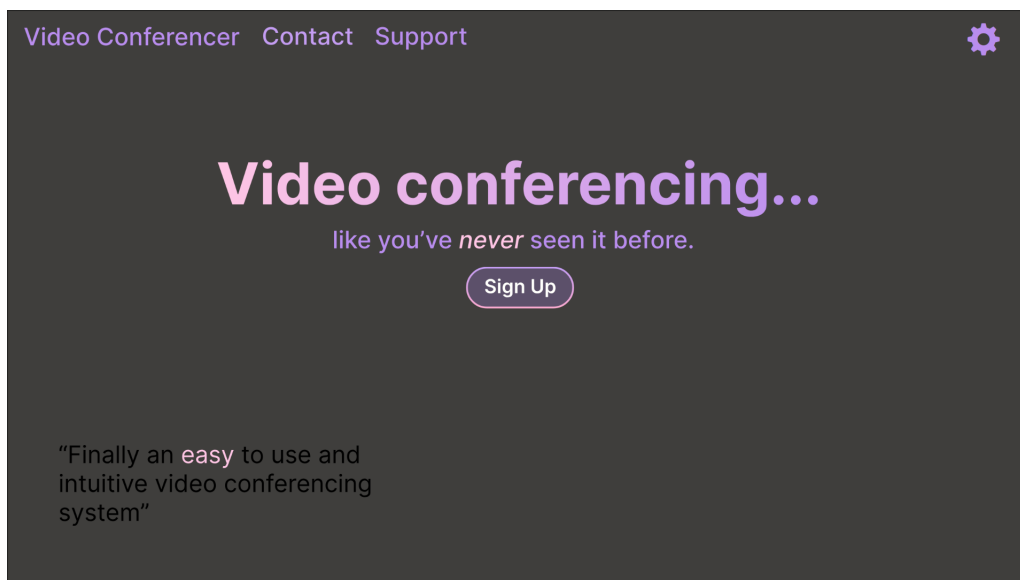 Video Conferencer Contact Support
Video conferencing...
like you’ve never seen it before.
Sign Up
“Finally an easy to use and
intuitive video conferencing
system”